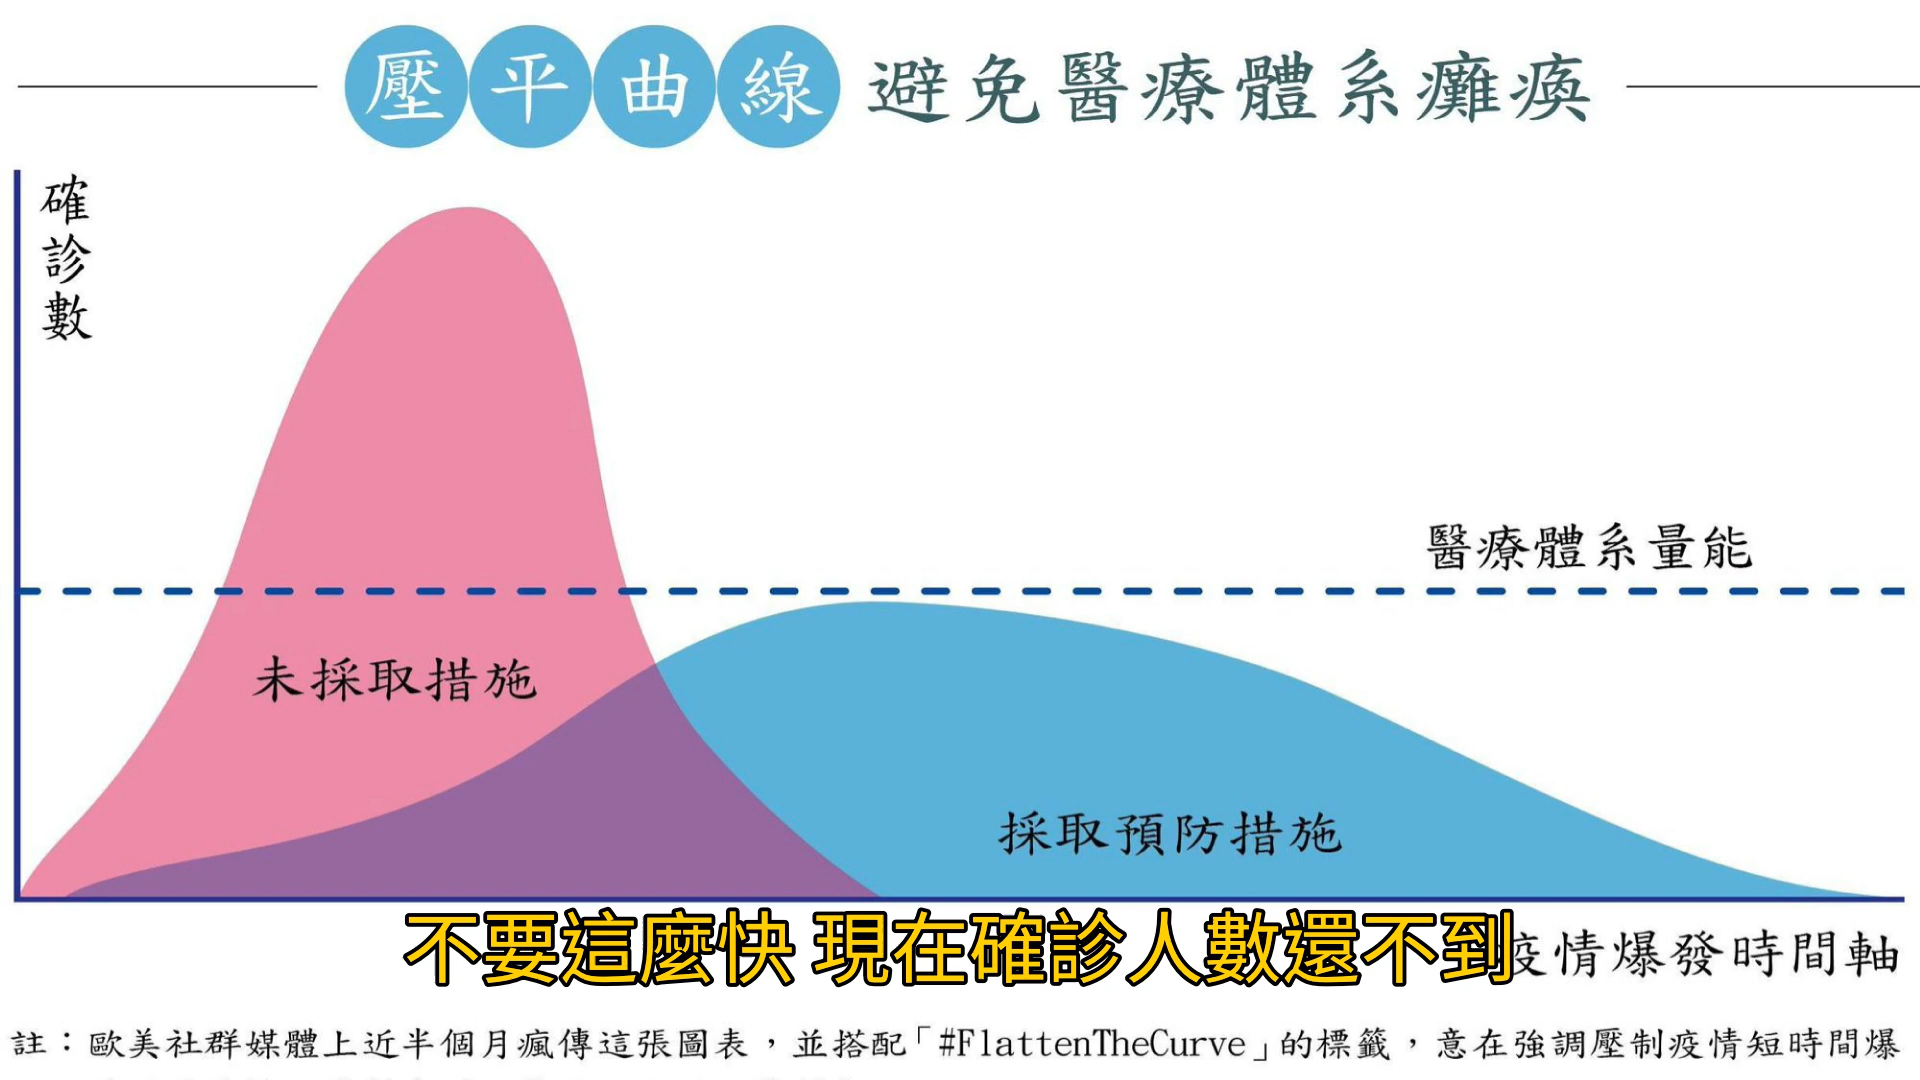 壓平曲線 避免醫療體系癱瘓
確診數
醫療體系量能
未採取措施
採取預防措施
不要這麼快 現在確診人數還不到
疫情爆發時間軸
註：歐美社群媒體上近半個月瘋傳這張圖表，並搭配「#FlattenTheCurve」的標籤，意在強調壓制疫情短時間爆